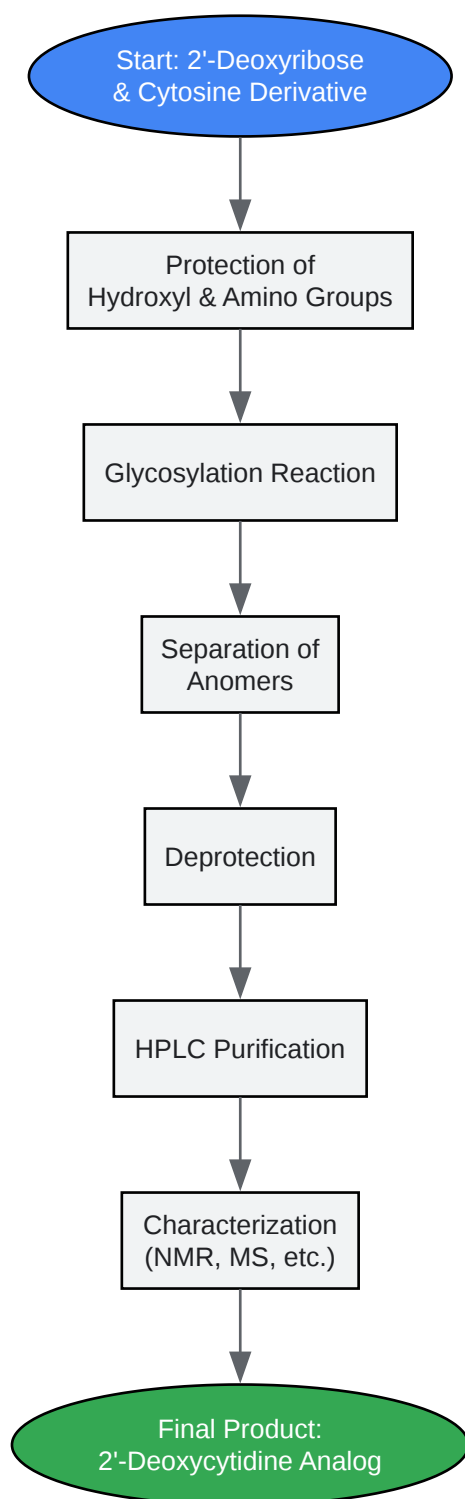 Start: 2'-Deoxyribose
& Cytosine Derivative
Protection of
Hydroxyl & Amino Groups
Glycosylation Reaction
Separation of
Anomers
Deprotection
HPLC Purification
Characterization
(NMR, MS, etc.)
Final Product:
2'-Deoxycytidine Analog